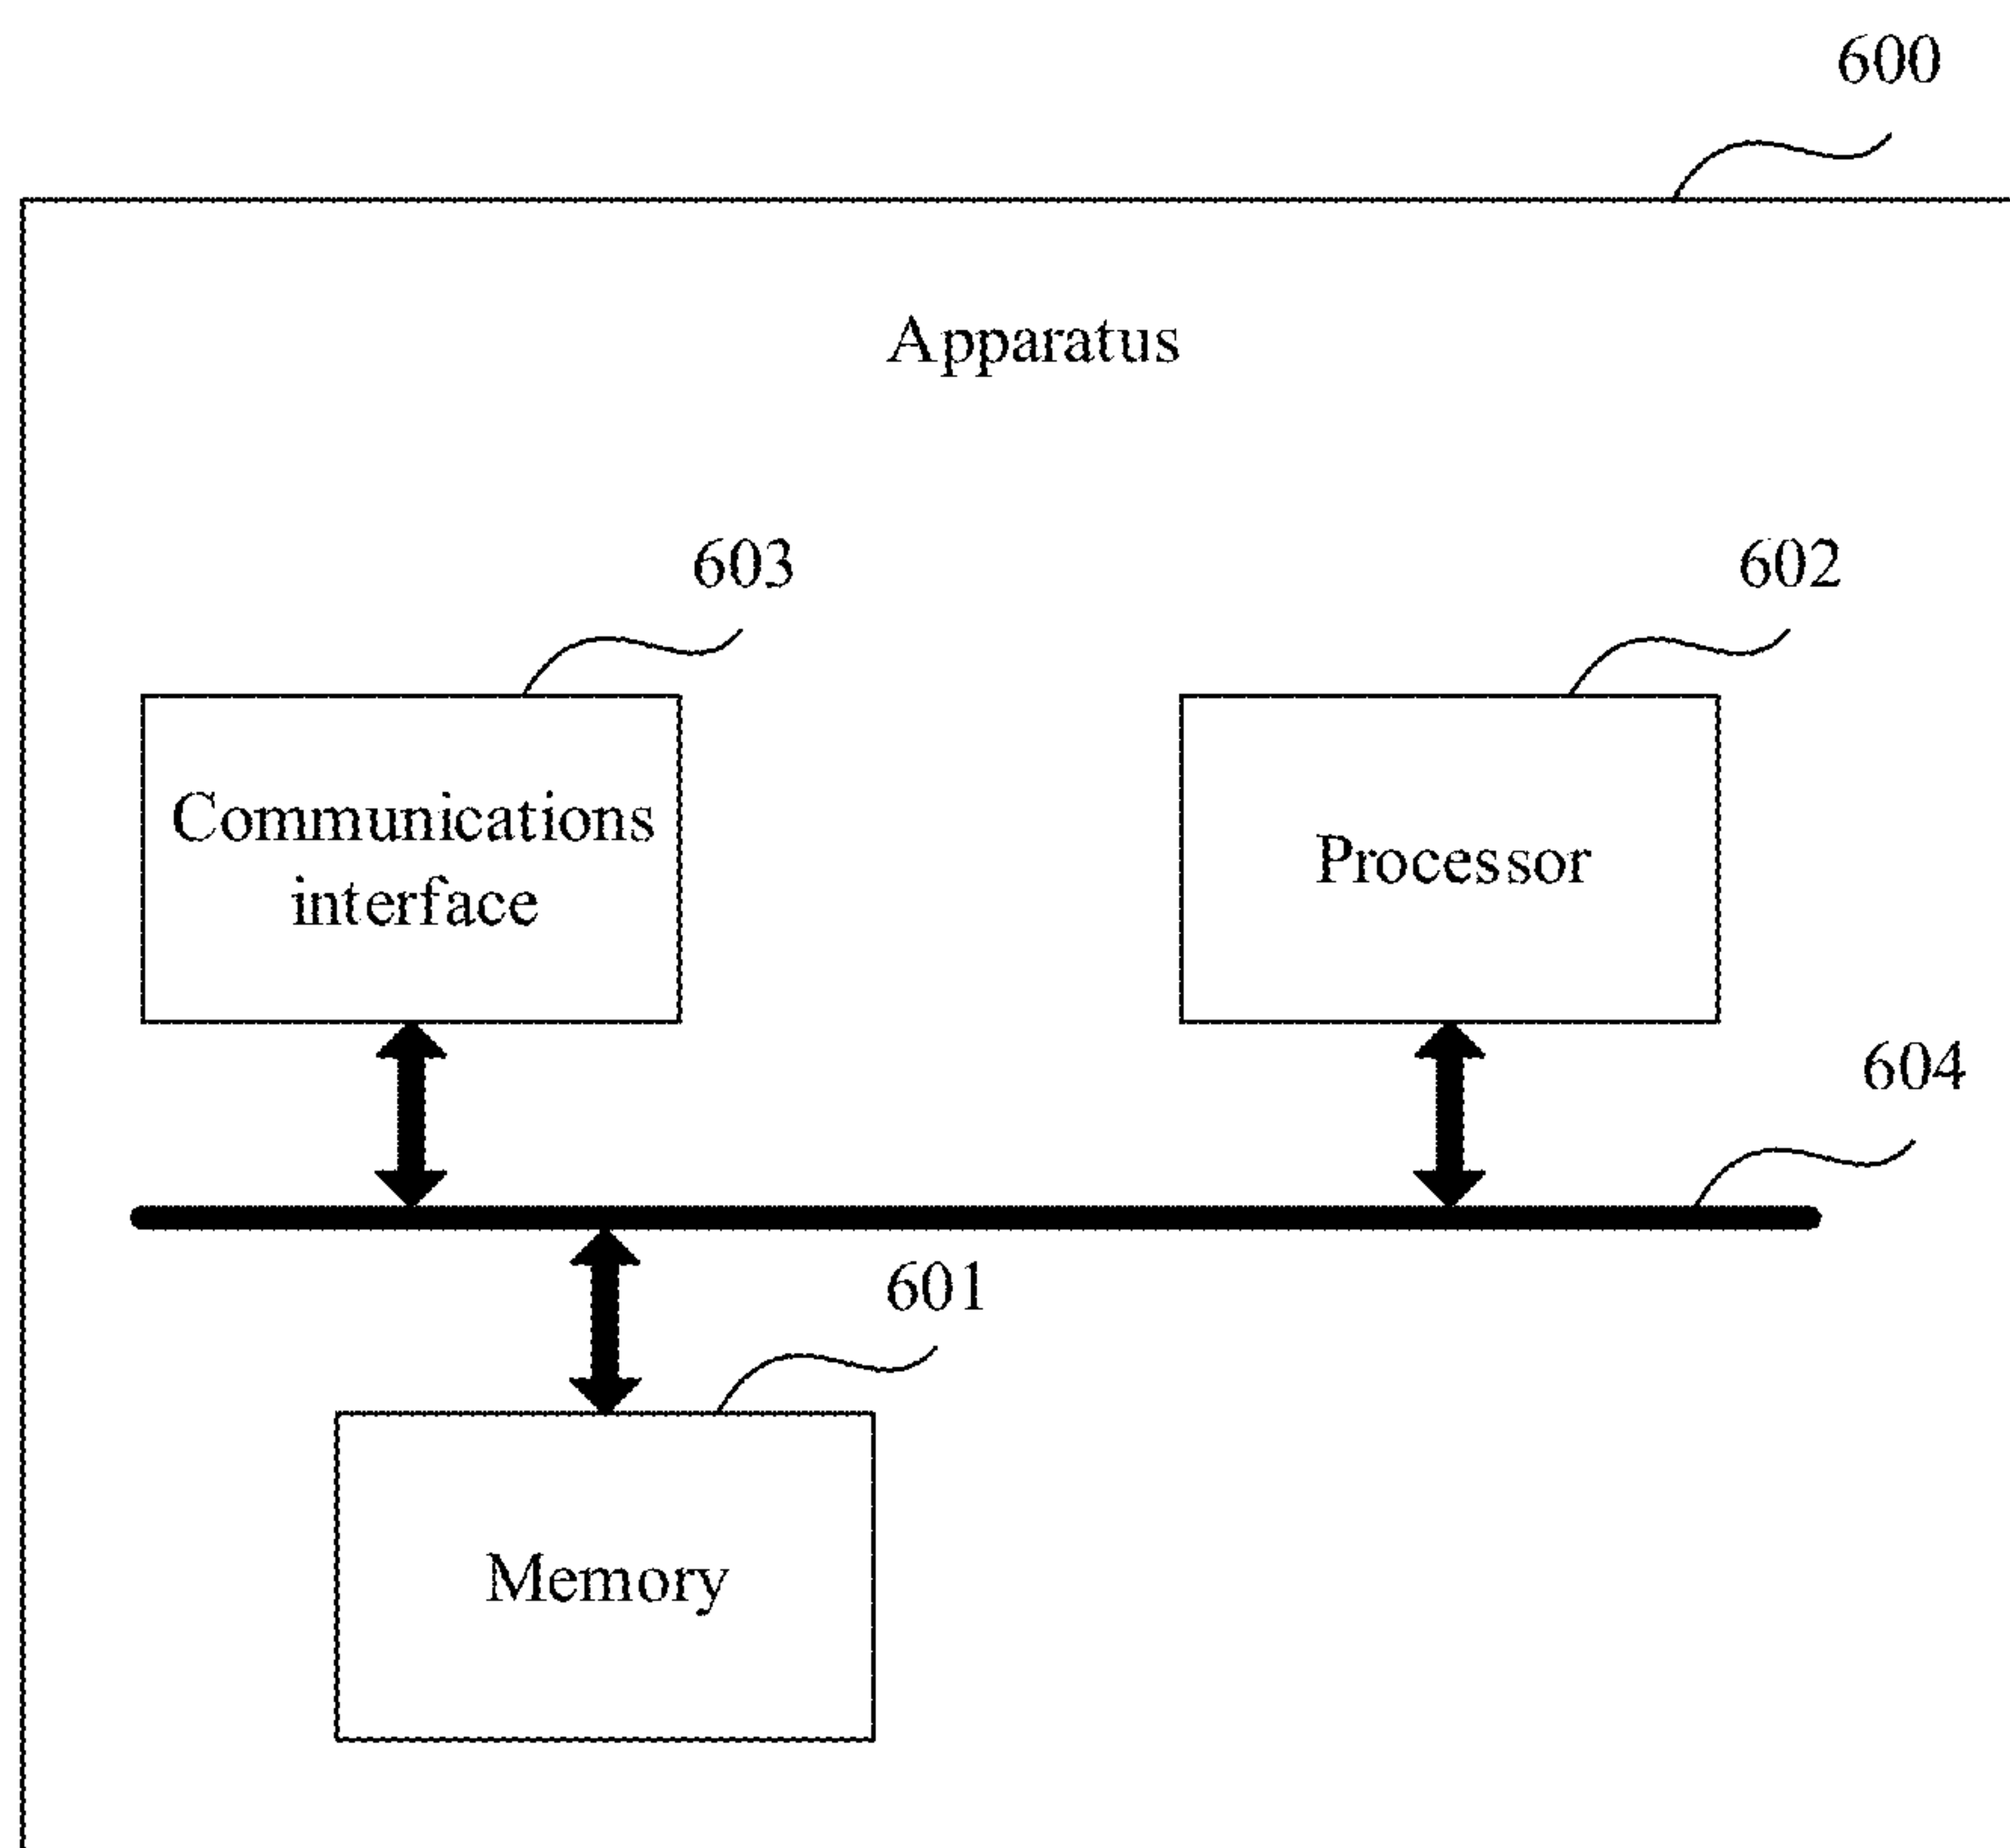 600
Apparatus
603
602
Communications
interface
Processor
604
601
Memory